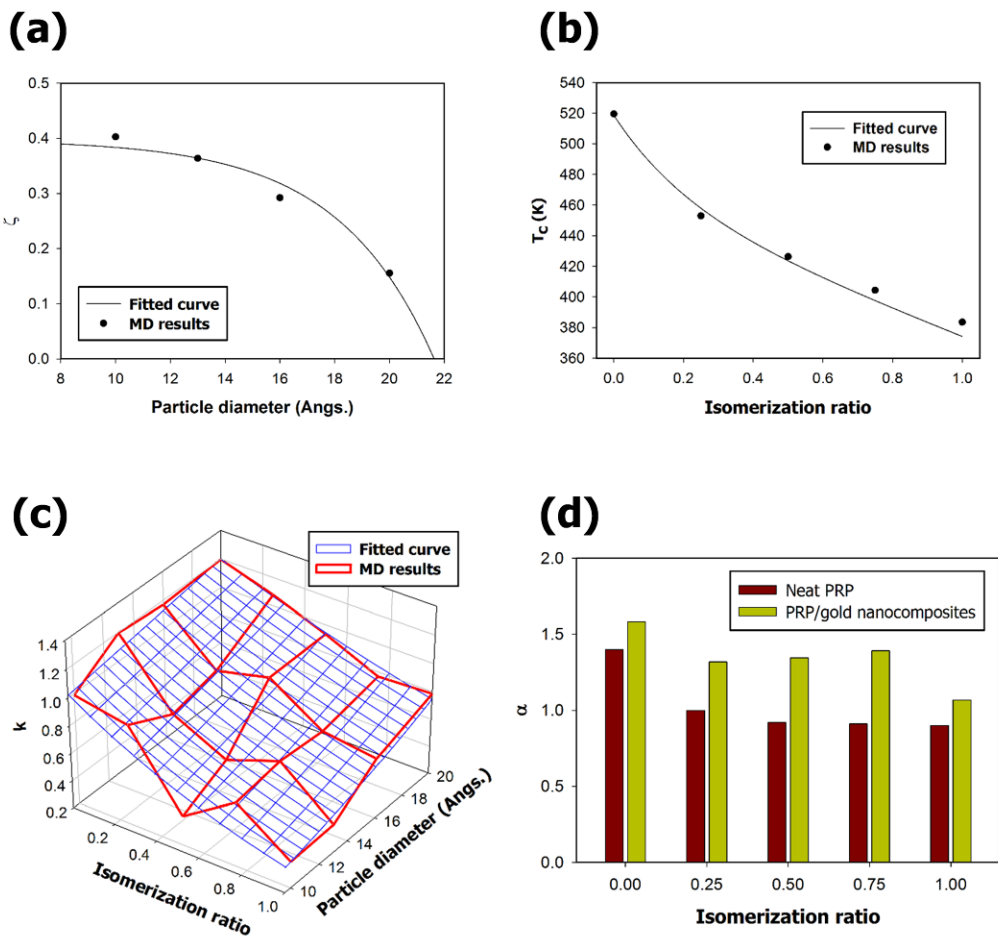 (a)
0.5
0.4
0.3
0.2
0.1
0.0
ζ
Fitted curve
MD results
8 10 12 14 16 18 20 22
Particle diameter (Angs.)
(b)
540
520
500
480
460
440
420
400
380
360
T_C (K)
Fitted curve
MD results
0.0 0.2 0.4 0.6 0.8 1.0
Isomerization ratio
(c)
Fitted curve
MD results
1.4
1.2
1.0
0.8
0.6
0.4
0.2
k
0.2 0.4 0.6 0.8 1.0
Isomerization ratio
10 12 14 16 18 20
Particle diameter (Angs.)
(d)
2.0
1.5
1.0
0.5
0.0
α
Neat PRP
PRP/gold nanocomposites
0.00 0.25 0.50 0.75 1.00
Isomerization ratio